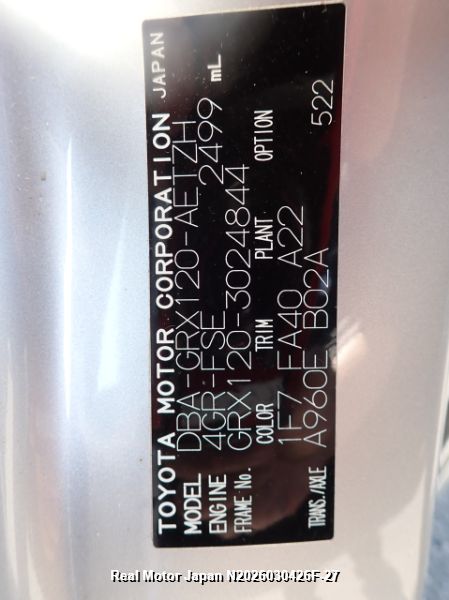 TOYOTA MOTOR CORPORATION JAPAN
MODEL DBA-GRX120-AETZH
ENGINE 4GR-FSE 2499 mL
FRAME No. GRX120-3024844
COLOR TRIM PLANT OPTION
1F7 FA40 A22
TRANS./AXLE A960E B02A 522
Real Motor Japan N2026030426F-27